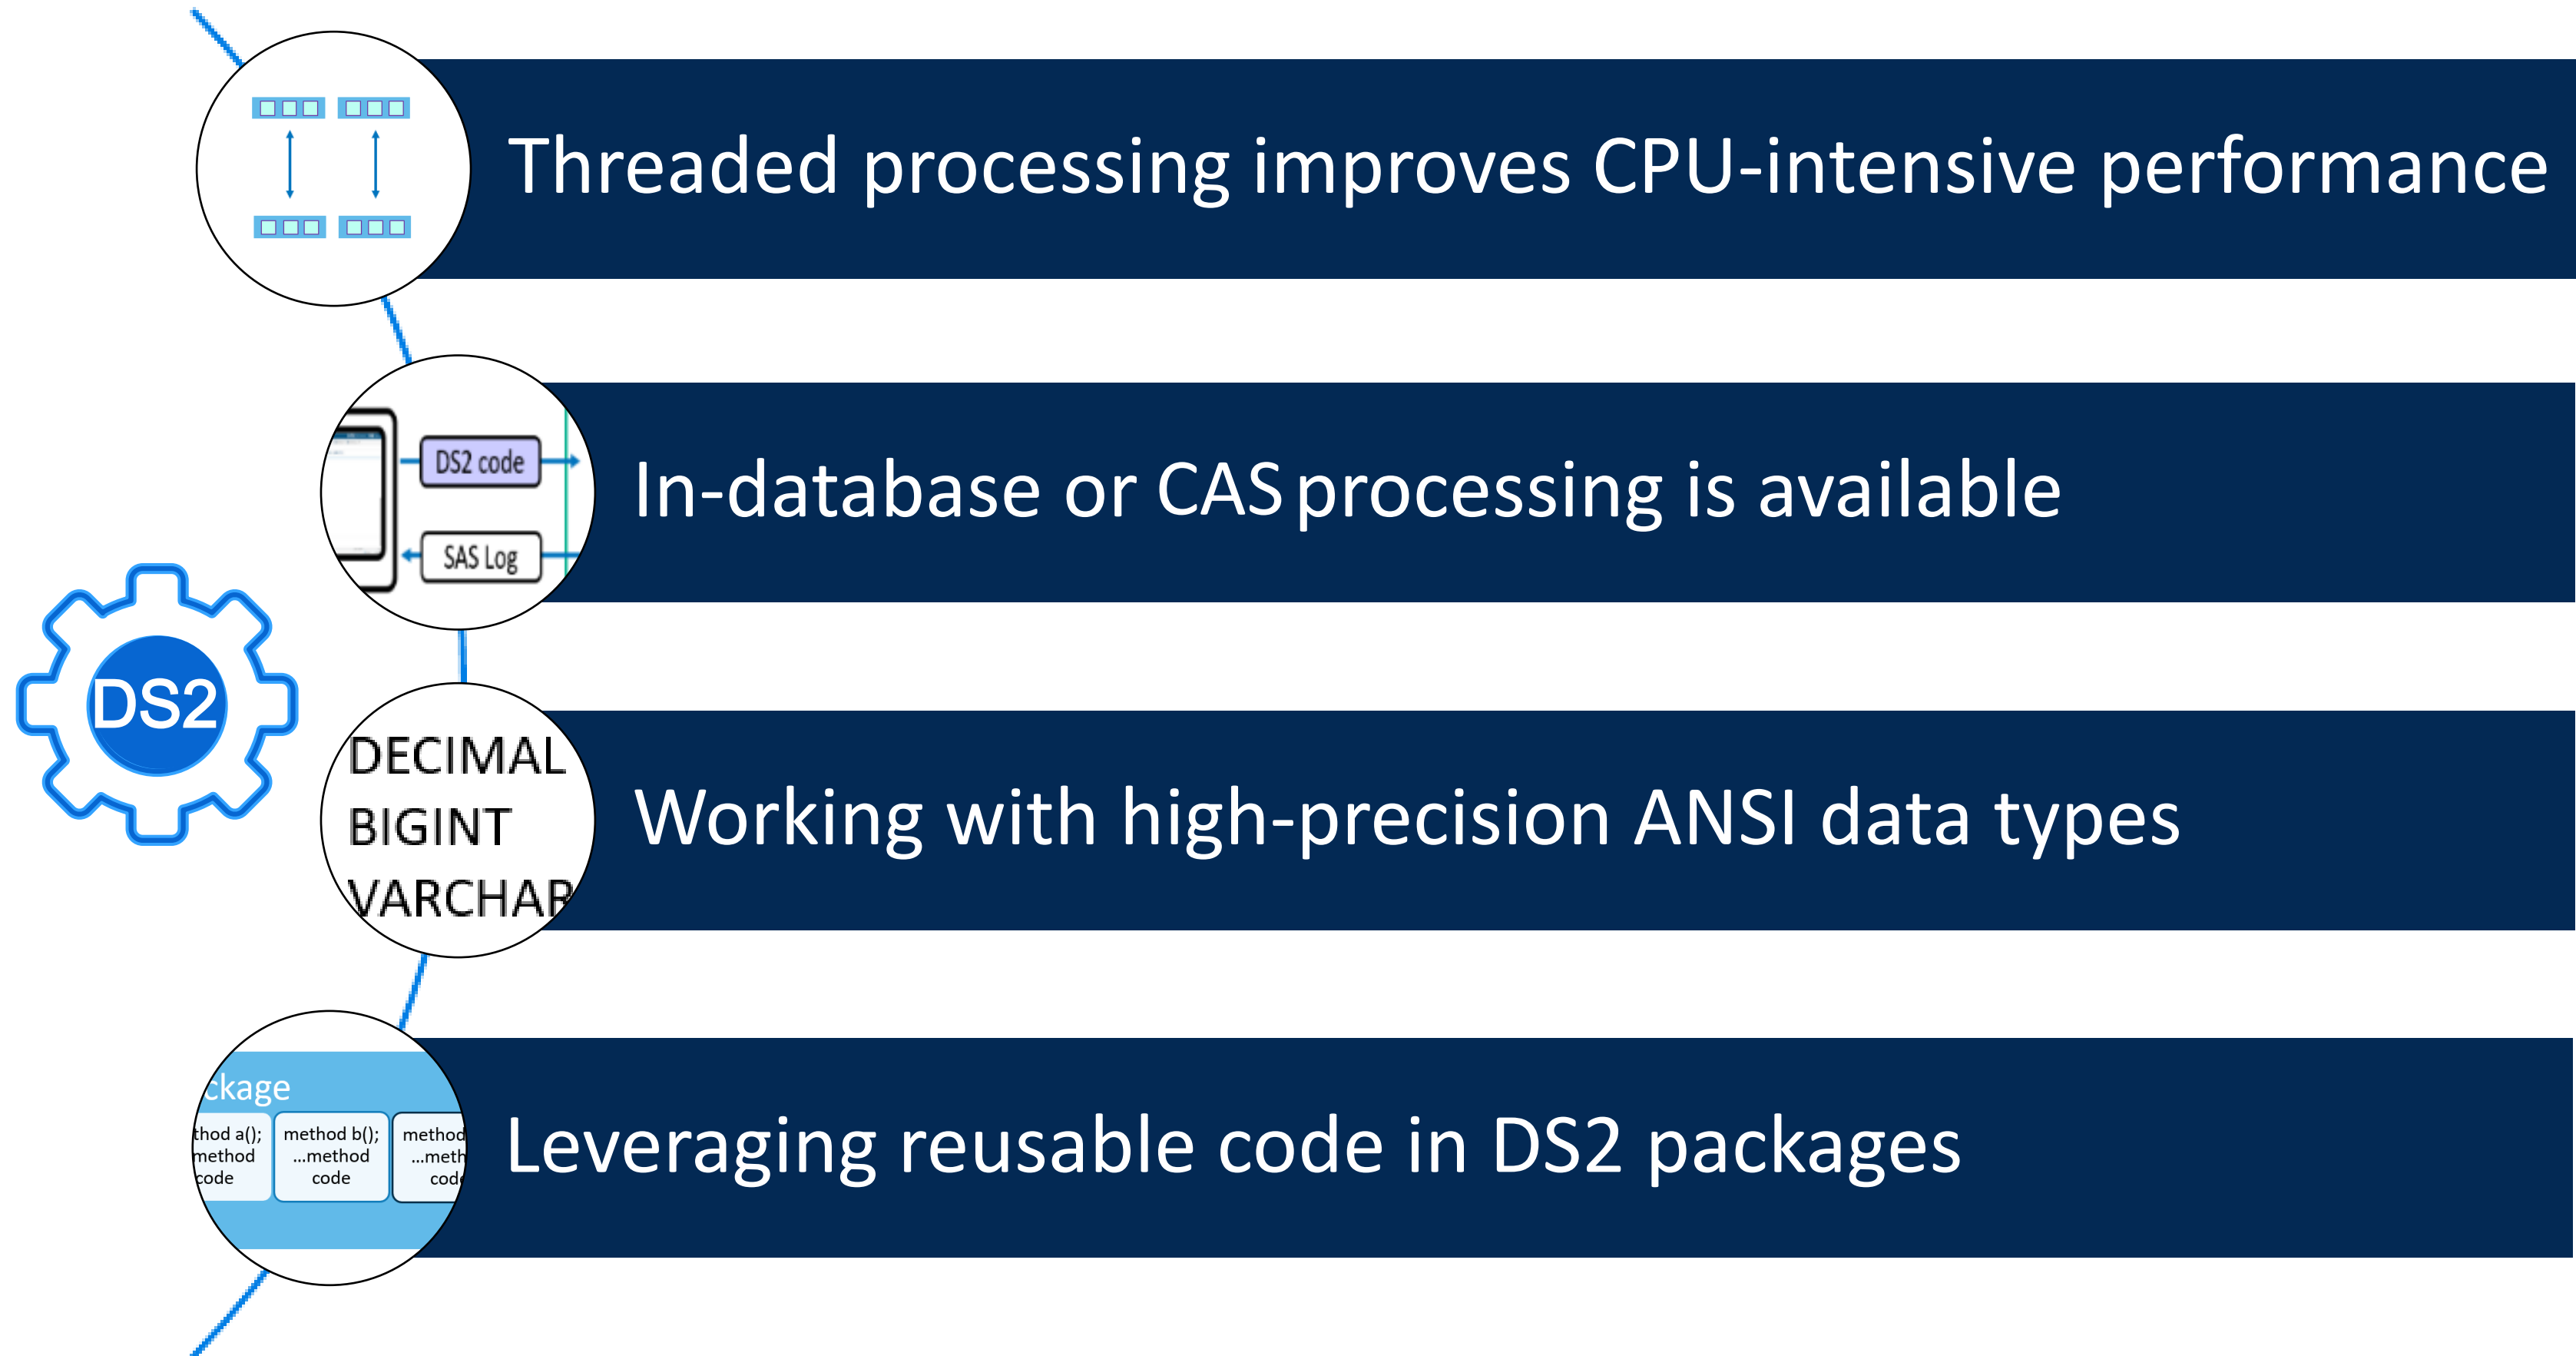 Threaded processing improves CPU-intensive performance
DS2 code
SAS Log
In-database or CAS processing is available
DS2
DECIMAL
BIGINT
VARCHAR
Working with high-precision ANSI data types
ckage
thod a();
method
code
method b();
...method
code
method
...meth
code
Leveraging reusable code in DS2 packages